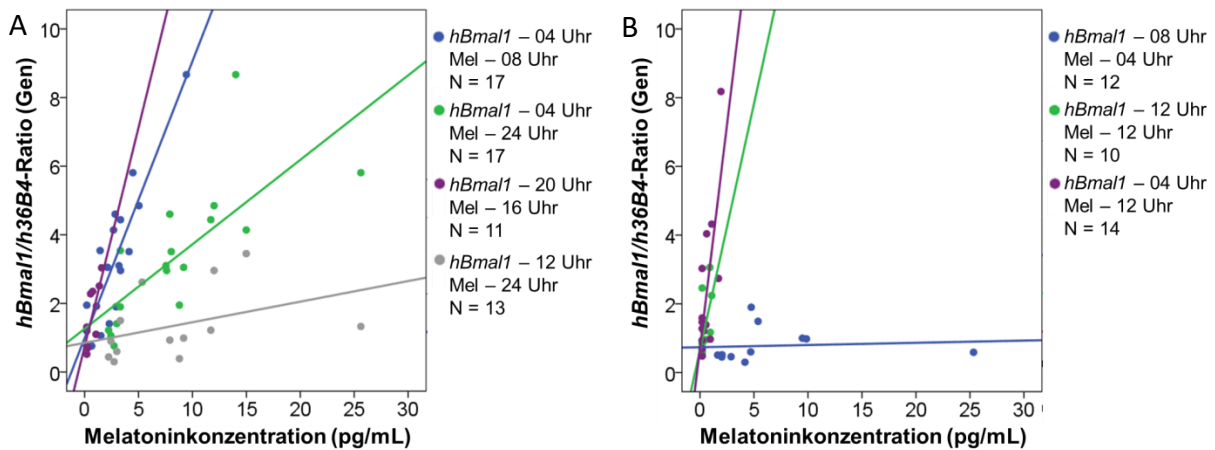 A
hBmal1/h36B4-Ratio (Gen)
10
8
6
4
2
0
0 5 10 15 20 25 30
Melatoninkonzentration (pg/mL)
hBmal1 – 04 Uhr
Mel – 08 Uhr
N = 17
hBmal1 – 04 Uhr
Mel – 24 Uhr
N = 17
hBmal1 – 20 Uhr
Mel – 16 Uhr
N = 11
hBmal1 – 12 Uhr
Mel – 24 Uhr
N = 13
B
hBmal1/h36B4-Ratio (Gen)
10
8
6
4
2
0
0 5 10 15 20 25 30
Melatoninkonzentration (pg/mL)
hBmal1 – 08 Uhr
Mel – 04 Uhr
N = 12
hBmal1 – 12 Uhr
Mel – 12 Uhr
N = 10
hBmal1 – 04 Uhr
Mel – 12 Uhr
N = 14